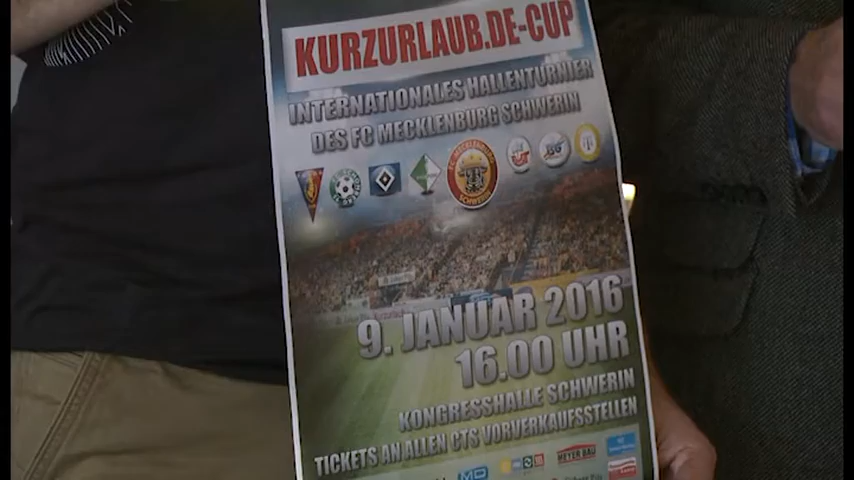 KURZURLAUB.DE-CUP
INTERNATIONALES HALLENTURNIER
DES FC MECKLENBURG SCHWERIN
9. JANUAR 2016
16.00 UHR
KONGRESSHALLE SCHWERIN
TICKETS AN ALLEN CTS VORVERKAUFSSTELLEN
MEYER BAU